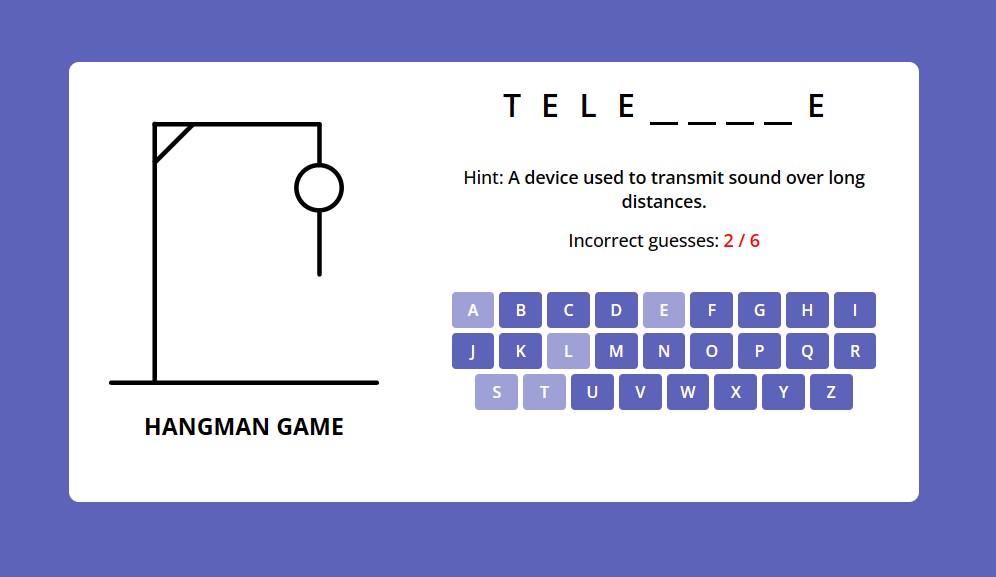 T E L E _ _ _ _ E
Hint: A device used to transmit sound over long
distances.
Incorrect guesses: 2 / 6
A B C D E F G H I
J K L M N O P Q R
S T U V W X Y Z
HANGMAN GAME